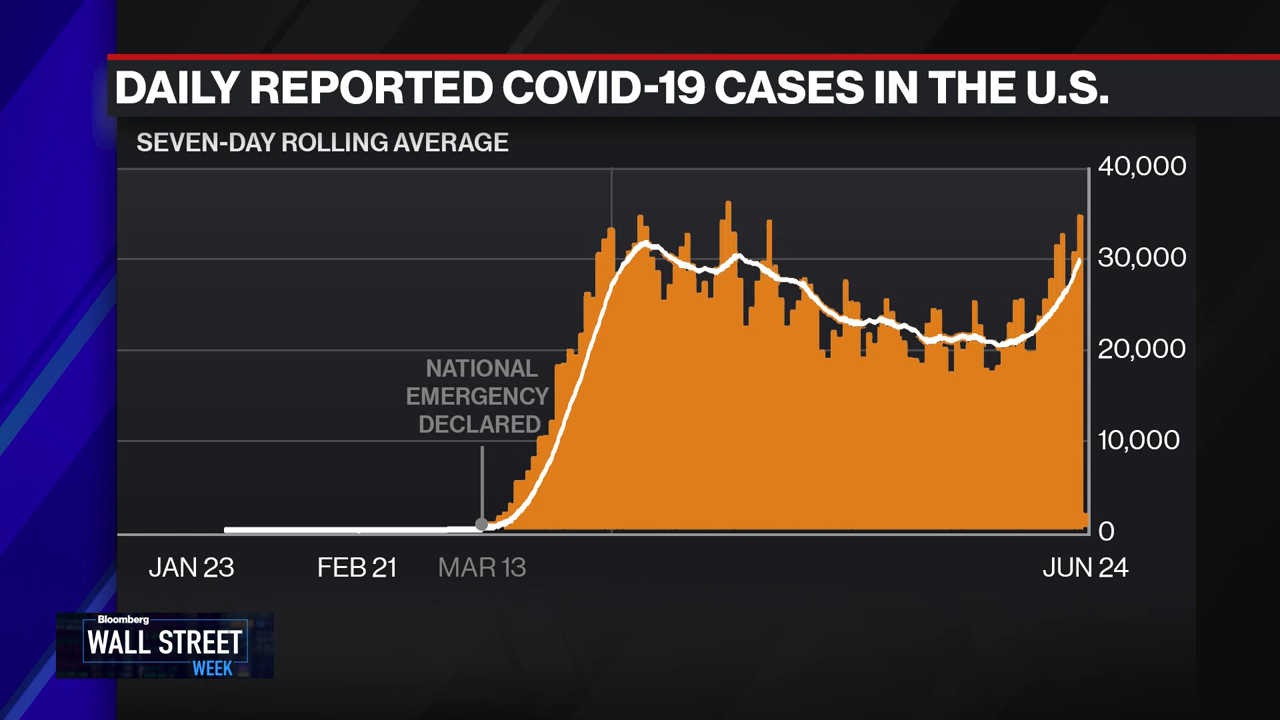 DAILY REPORTED COVID-19 CASES IN THE U.S.
SEVEN-DAY ROLLING AVERAGE
40,000
30,000
20,000
10,000
0
NATIONAL
EMERGENCY
DECLARED
JAN 23
FEB 21
MAR 13
JUN 24
Bloomberg
WALL STREET
WEEK